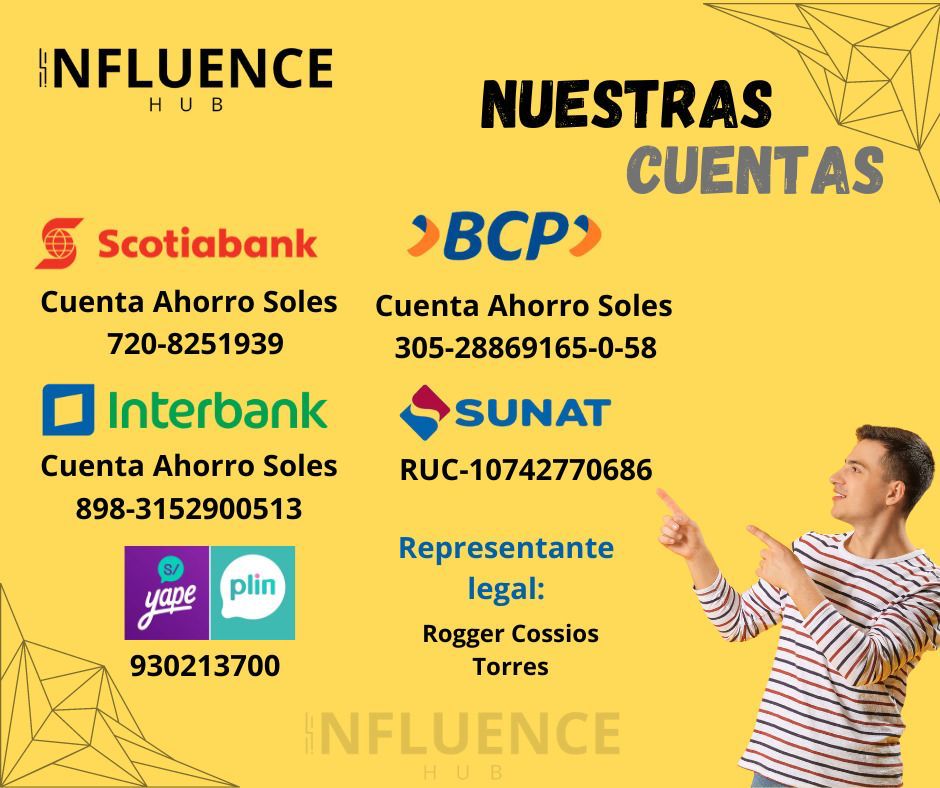 INFLUENCE
HUB
NUESTRAS
CUENTAS
Scotiabank
Cuenta Ahorro Soles
720-8251939
BCP
Cuenta Ahorro Soles
305-28869165-0-58
Interbank
Cuenta Ahorro Soles
898-3152900513
SUNAT
RUC-10742770686
S/
yape
plin
930213700
Representante
legal:
Rogger Cossios
Torres
INFLUENCE
HUB